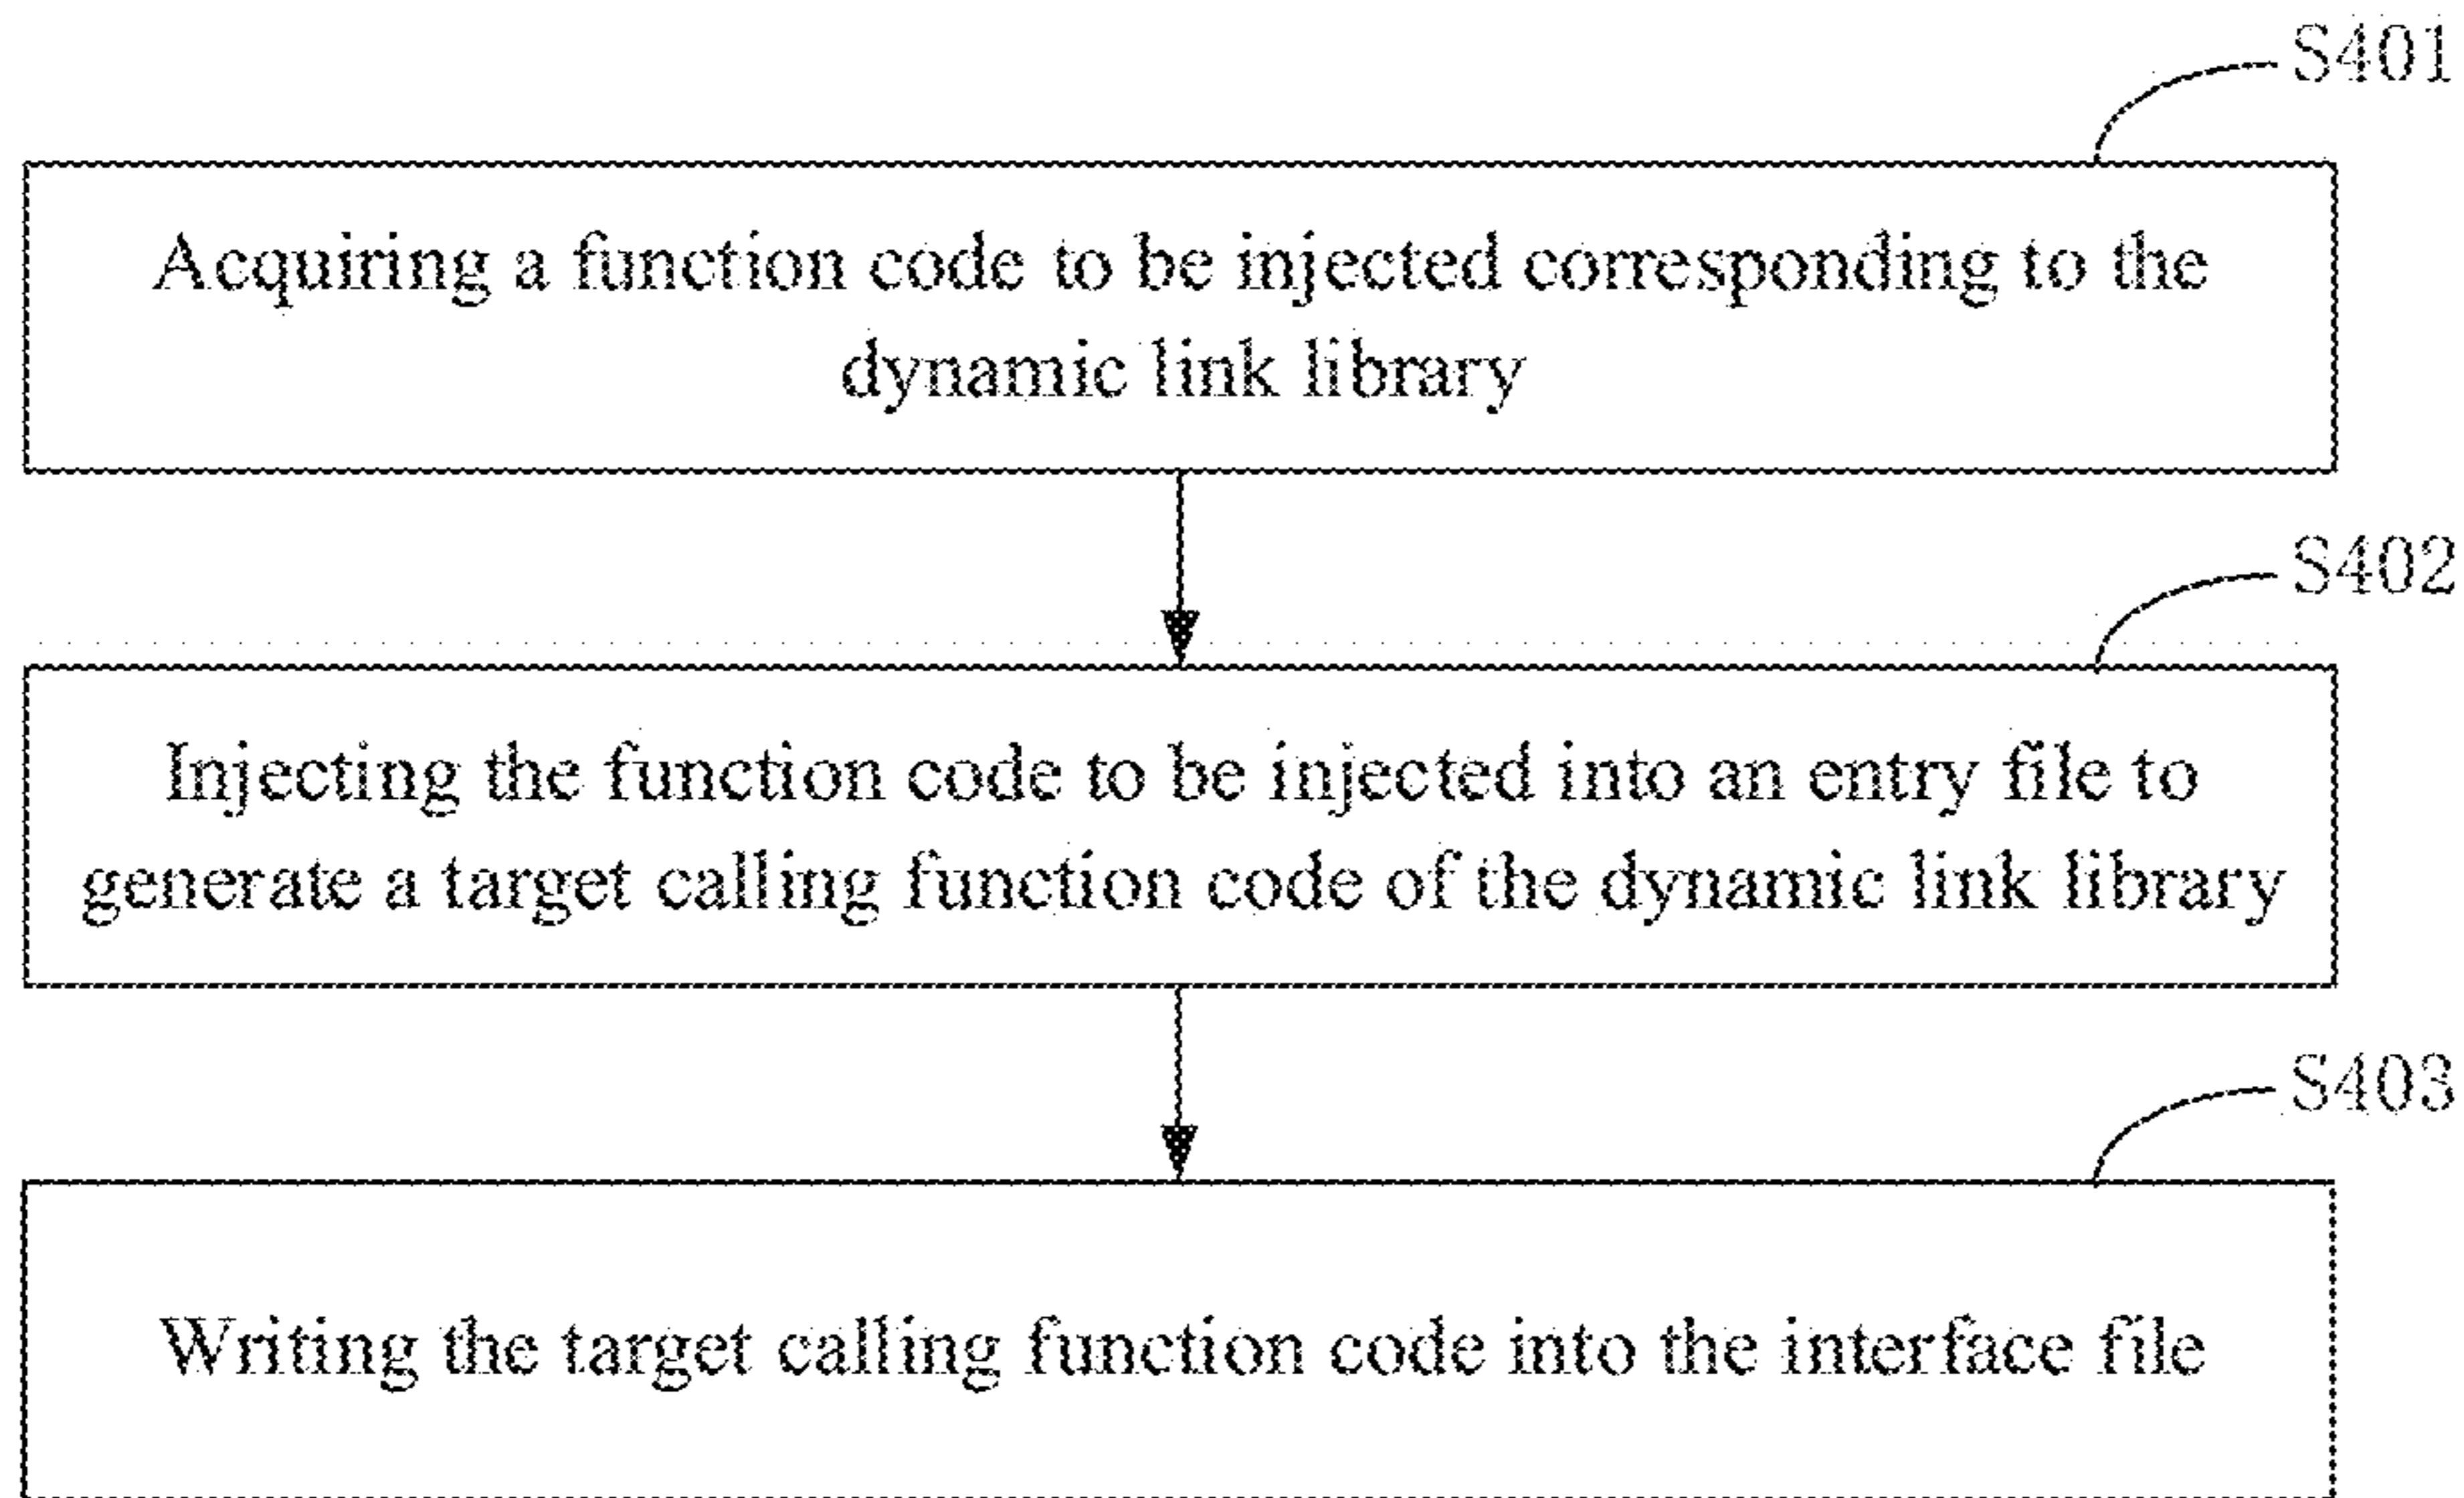 S401
Acquiring a function code to be injected corresponding to the
dynamic link library
S402
Injecting the function code to be injected into an entry file to
generate a target calling function code of the dynamic link library
S403
Writing the target calling function code into the interface file